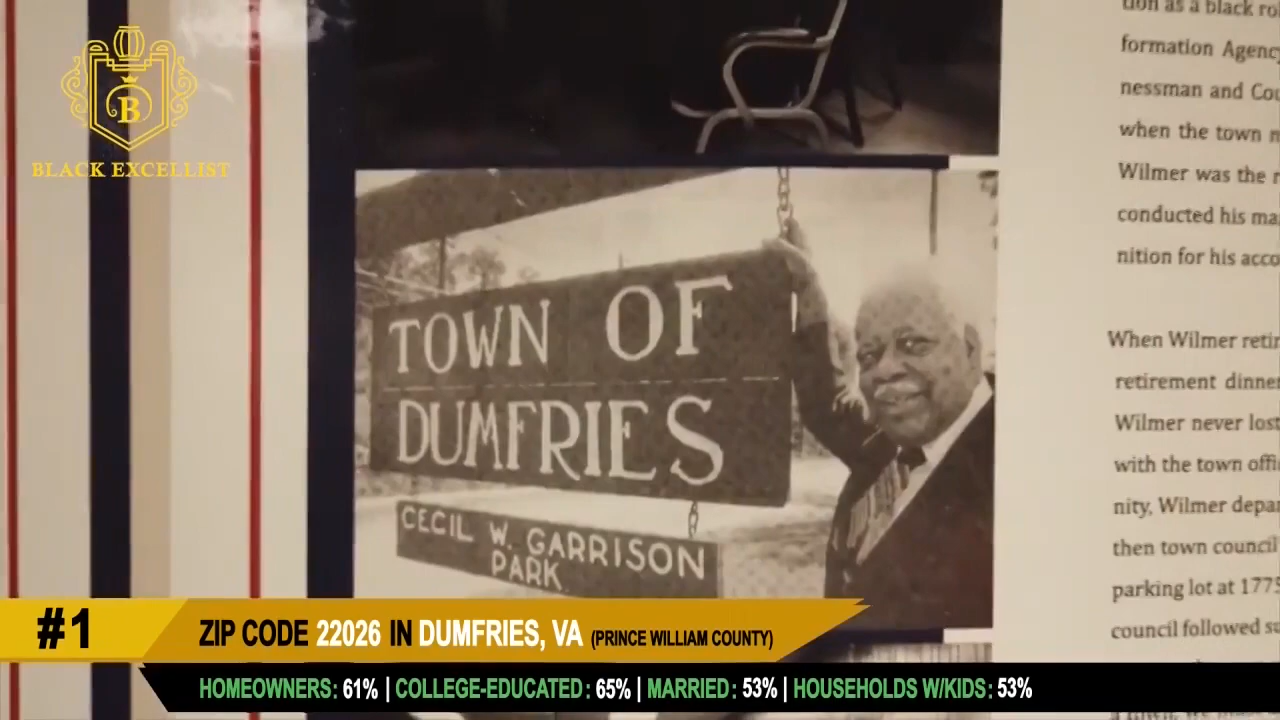 B
BLACK EXCELLIST
TOWN OF
DUMFRIES
CECIL W. GARRISON
PARK
tion as a black
formation Agency
nessman and
when the town
Wilmer was the
conducted his
nition for his
When Wilmer
retirement
Wilmer never lost
with the town
nity, Wilmer
then town council
parking lot at
council followed
#1
ZIP CODE 22026 IN DUMFRIES, VA (PRINCE WILLIAM COUNTY)
HOMEOWNERS: 61% | COLLEGE-EDUCATED: 65% | MARRIED: 53% | HOUSEHOLDS W/KIDS: 53%